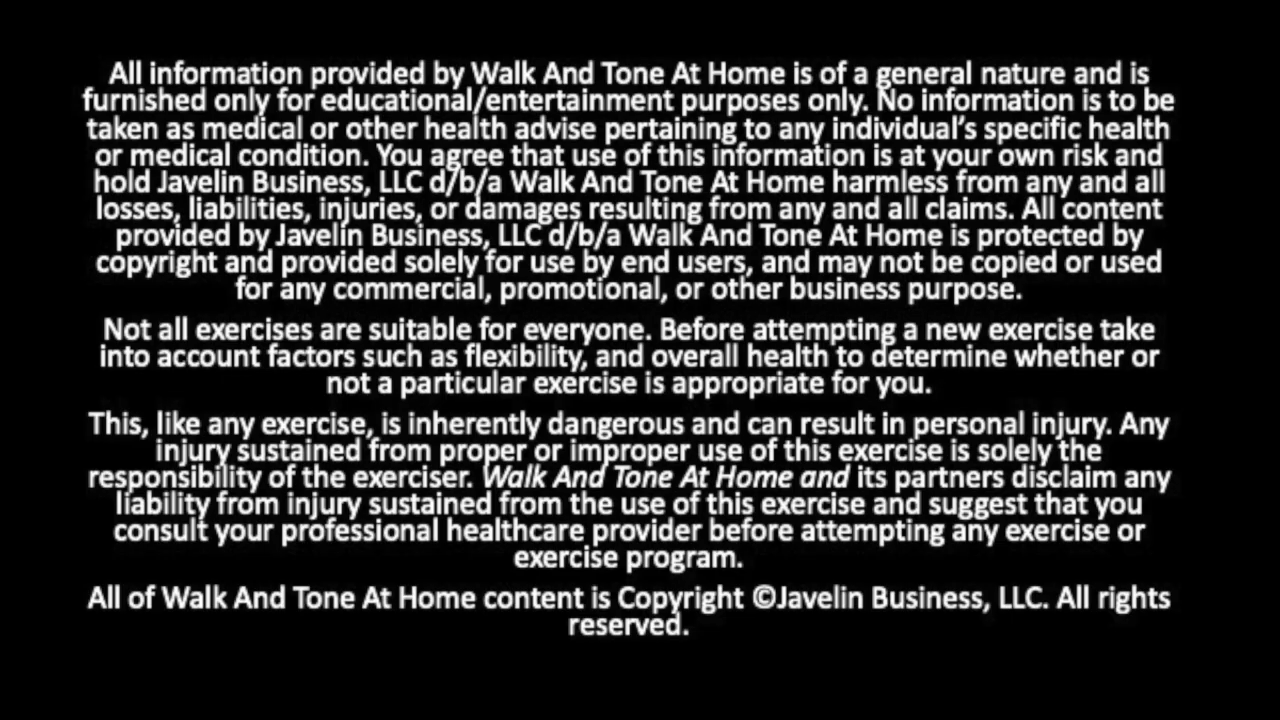 All information provided by Walk And Tone At Home is of a general nature and is
furnished only for educational/entertainment purposes only. No information is to be
taken as medical or other health advise pertaining to any individual’s specific health
or medical condition. You agree that use of this information is at your own risk and
hold Javelin Business, LLC d/b/a Walk And Tone At Home harmless from any and all
losses, liabilities, injuries, or damages resulting from any and all claims. All content
provided by Javelin Business, LLC d/b/a Walk And Tone At Home is protected by
copyright and provided solely for use by end users, and may not be copied or used
for any commercial, promotional, or other business purpose.
Not all exercises are suitable for everyone. Before attempting a new exercise take
into account factors such as flexibility, and overall health to determine whether or
not a particular exercise is appropriate for you.
This, like any exercise, is inherently dangerous and can result in personal injury. Any
injury sustained from proper or improper use of this exercise is solely the
responsibility of the exerciser. Walk And Tone At Home and its partners disclaim any
liability from injury sustained from the use of this exercise and suggest that you
consult your professional healthcare provider before attempting any exercise or
exercise program.
All of Walk And Tone At Home content is Copyright ©Javelin Business, LLC. All rights
reserved.